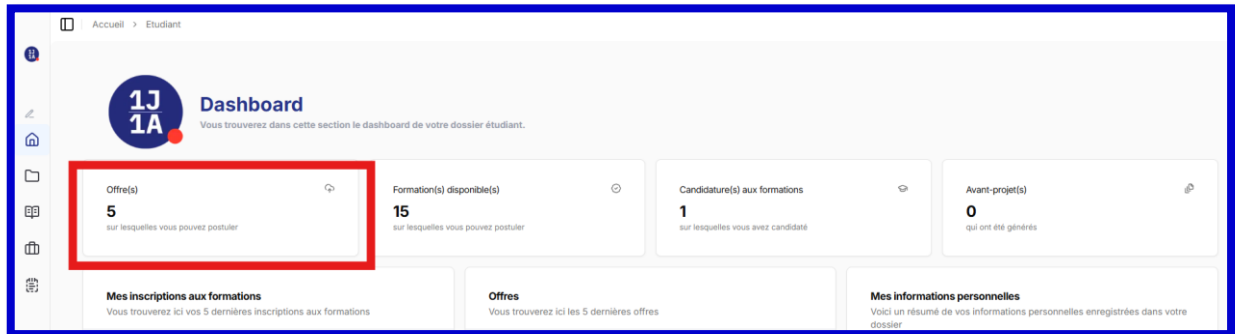 Accueil > Etudiant
1J
1A
Dashboard
Vous trouverez dans cette section le dashboard de votre dossier étudiant.
Offre(s)
5
sur lesquelles vous pouvez postuler
Formation(s) disponible(s)
15
sur lesquelles vous pouvez postuler
Candidature(s) aux formations
1
sur lesquelles vous avez candidaté
Avant-projet(s)
0
qui ont été générés
Mes inscriptions aux formations
Vous trouverez ici vos 5 dernières inscriptions aux formations
Offres
Vous trouverez ici les 5 dernières offres
Mes informations personnelles
Voici un résumé de vos informations personnelles enregistrées dans votre
dossier